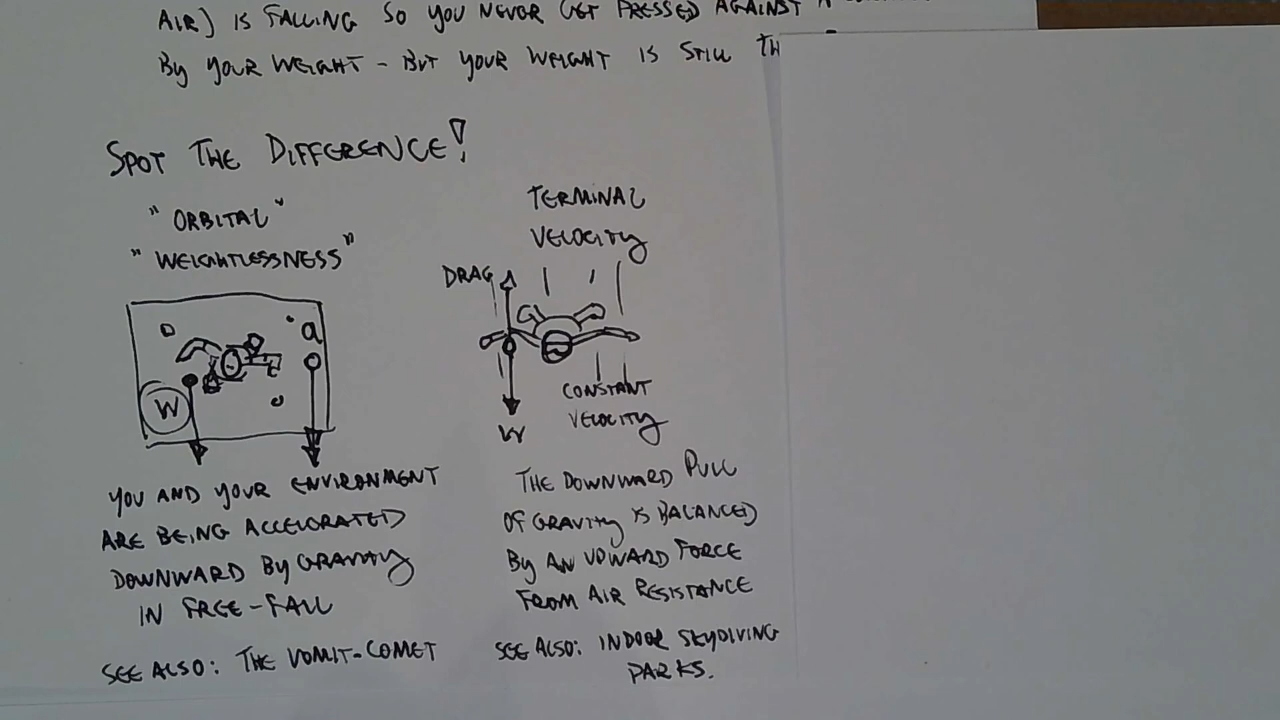 AIR) IS FALLING SO YOU NEVER GET PRESSED AGAINST
BY YOUR WEIGHT - BUT YOUR WEIGHT IS STILL TH
SPOT THE DIFFERENCE!
"ORBITAL"
"WEIGHTLESSNESS"
a
W
YOU AND YOUR ENVIRONMENT
ARE BEING ACCELORATED
DOWNWARD BY GRAVITY
IN FREE-FALL
SEE ALSO: THE VOMIT-COMET
TERMINAL
VELOCITY
DRAG
CONSTANT
VELOCITY
W
THE DOWNWARD PULL
OF GRAVITY IS BALANCED
BY AN UPWARD FORCE
FROM AIR RESISTANCE
SEE ALSO: INDOOR SKYDIVING
PARKS.